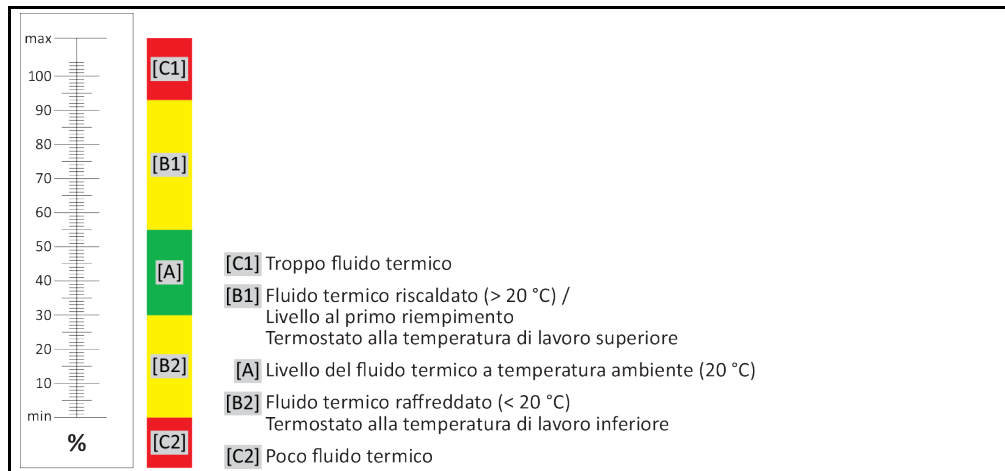 max
100
90
80
70
60
50
40
30
20
10
min
%
[C1]
[B1]
[A]
[B2]
[C2]
[C1] Troppo fluido termico
[B1] Fluido termico riscaldato (> 20 °C) /
Livello al primo riempimento
Termostato alla temperatura di lavoro superiore
[A] Livello del fluido termico a temperatura ambiente (20 °C)
[B2] Fluido termico raffreddato (< 20 °C)
Termostato alla temperatura di lavoro inferiore
[C2] Poco fluido termico